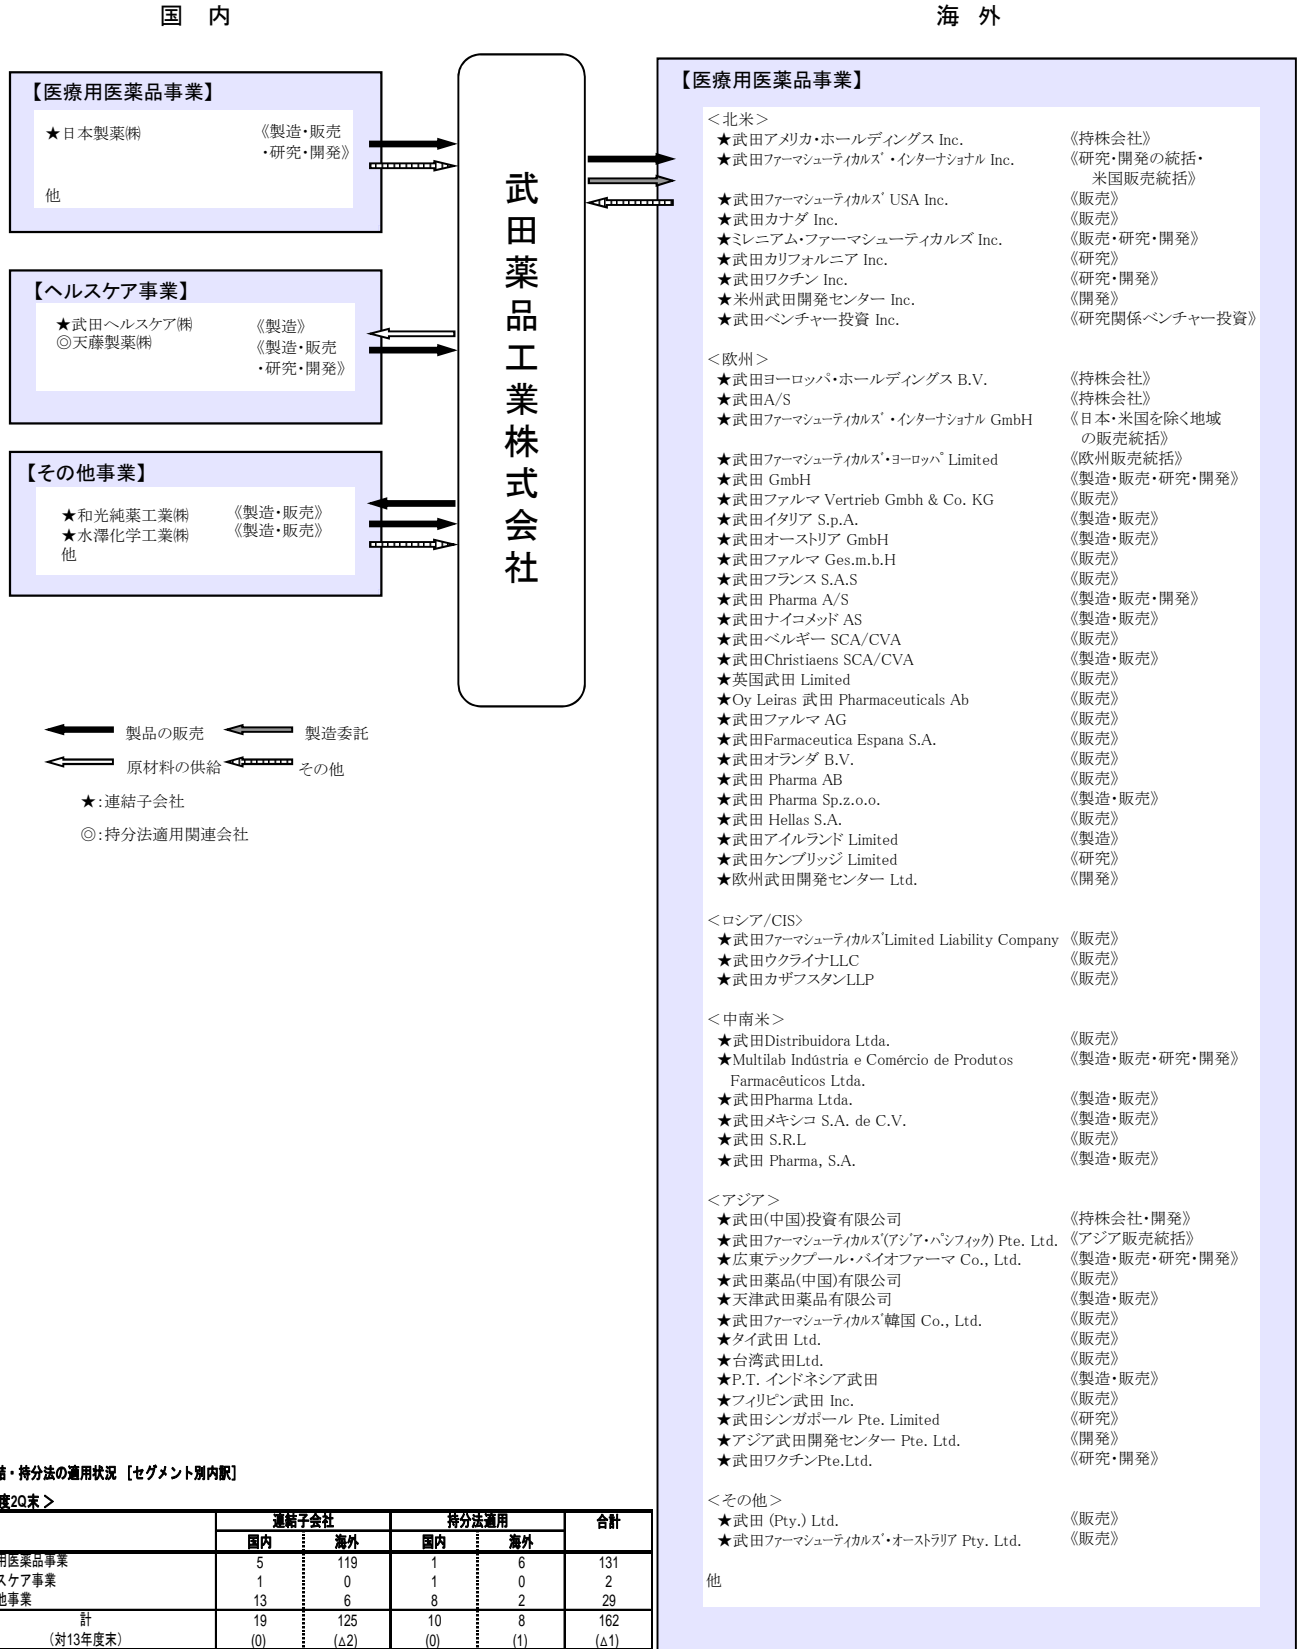 国 内
海 外
【医療用医薬品事業】
★日本製薬㈱ 《製造・販売
・研究・開発》
他
【ヘルスケア事業】
★武田ヘルスケア㈱ 《製造》
◎天藤製薬㈱ 《製造・販売
・研究・開発》
【その他事業】
★和光純薬工業㈱ 《製造・販売》
★水澤化学工業㈱ 《製造・販売》
他
武田薬品工業株式会社
製品の販売 製造委託
原材料の供給 その他
★:連結子会社
◎:持分法適用関連会社
【医療用医薬品事業】
＜北米＞
★武田アメリカ・ホールディングス Inc. 《持株会社》
★武田ファーマシューティカルズ・インターナショナル Inc. 《研究・開発の統括・
米国販売統括》
★武田ファーマシューティカルズ USA Inc. 《販売》
★武田カナダ Inc. 《販売》
★ミレニアム・ファーマシューティカルズ Inc. 《販売・研究・開発》
★武田カリフォルニア Inc. 《研究》
★武田ワクチン Inc. 《研究・開発》
★米州武田開発センター Inc. 《開発》
★武田ベンチャー投資 Inc. 《研究関係ベンチャー投資》
＜欧州＞
★武田ヨーロッパ・ホールディングス B.V. 《持株会社》
★武田A/S 《持株会社》
★武田ファーマシューティカルズ・インターナショナル GmbH 《日本・米国を除く地域
の販売統括》
★武田ファーマシューティカルズ・ヨーロッパ Limited 《欧州販売統括》
★武田 GmbH 《製造・販売・研究・開発》
★武田ファルマ Vertrieb Gmbh & Co. KG 《販売》
★武田イタリア S.p.A. 《製造・販売》
★武田オーストリア GmbH 《製造・販売》
★武田ファルマ Ges.m.b.H 《販売》
★武田フランス S.A.S 《販売》
★武田 Pharma A/S 《製造・販売・開発》
★武田ナイコメッド AS 《製造・販売》
★武田ベルギー SCA/CVA 《販売》
★武田Christiaens SCA/CVA 《製造・販売》
★英国武田 Limited 《販売》
★Oy Leiras 武田 Pharmaceuticals Ab 《販売》
★武田ファルマ AG 《販売》
★武田Farmaceutica Espana S.A. 《販売》
★武田オランダ B.V. 《販売》
★武田 Pharma AB 《販売》
★武田 Pharma Sp.z.o.o. 《製造・販売》
★武田 Hellas S.A. 《販売》
★武田アイルランド Limited 《製造》
★武田ケンブリッジ Limited 《研究》
★欧州武田開発センター Ltd. 《開発》
＜ロシア/CIS＞
★武田ファーマシューティカルズLimited Liability Company 《販売》
★武田ウクライナLLC 《販売》
★武田カザフスタンLLP 《販売》
＜中南米＞
★武田Distribuidora Ltda. 《販売》
★Multilab Indústria e Comércio de Produtos 《製造・販売・研究・開発》
Farmacêuticos Ltda.
★武田Pharma Ltda. 《製造・販売》
★武田メキシコ S.A. de C.V. 《製造・販売》
★武田 S.R.L 《販売》
★武田 Pharma, S.A. 《製造・販売》
＜アジア＞
★武田(中国)投資有限公司 《持株会社・開発》
★武田ファーマシューティカルズ(アジア・パシフィック) Pte. Ltd. 《アジア販売統括》
★広東テックプール・バイオファーマ Co., Ltd. 《製造・販売・研究・開発》
★武田薬品(中国)有限公司 《販売》
★天津武田薬品有限公司 《製造・販売》
★武田ファーマシューティカルズ韓国 Co., Ltd. 《販売》
★タイ武田 Ltd. 《販売》
★台湾武田Ltd. 《販売》
★P.T. インドネシア武田 《製造・販売》
★フィリピン武田 Inc. 《販売》
★武田シンガポール Pte. Limited 《研究》
★アジア武田開発センター Pte. Ltd. 《開発》
★武田ワクチンPte.Ltd. 《研究・開発》
＜その他＞
★武田 (Pty.) Ltd. 《販売》
★武田ファーマシューティカルズ・オーストラリア Pty. Ltd. 《販売》
他
結・持分法の適用状況 [セグメント別内訳]
度2Q末＞
連結子会社 持分法適用 合計
国内 海外 国内 海外
用医薬品事業 5 119 1 6 131
スケア事業 1 0 1 0 2
他事業 13 6 8 2 29
計 19 125 10 8 162
(対13年度末) (0) (△2) (0) (1) (△1)